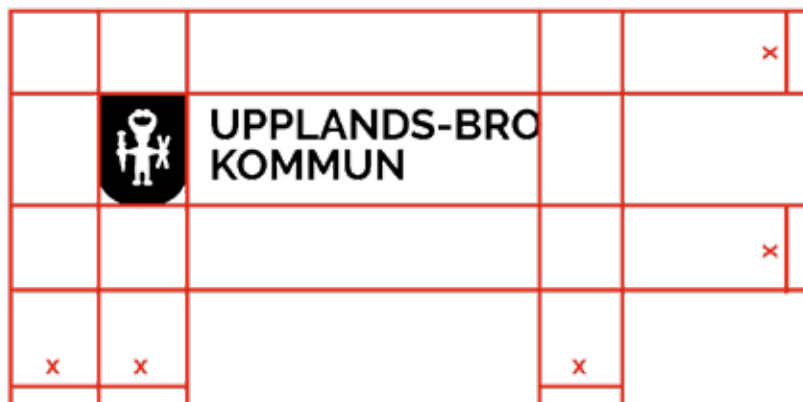 x
UPPLANDS-BRO
KOMMUN
x
x x x